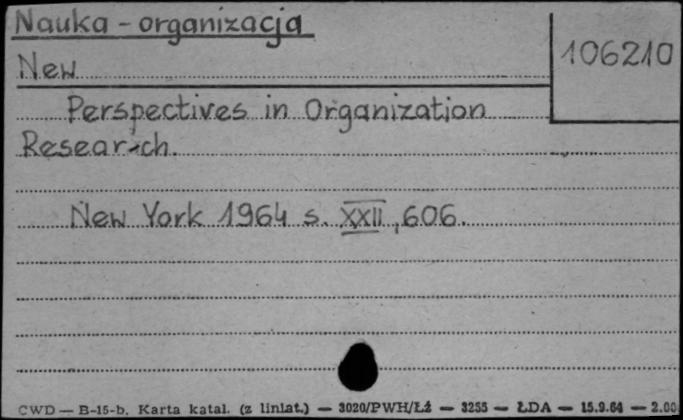 Nauka - organizacja
106210
New
Perspectives in Organization
Research.
New York 1964 s. XXII, 606.
CWD — B-15-b. Karta katal. (z liniat.) — 3020/PWH/Łż — 3255 — ŁDA — 15.9.64 — 2.00